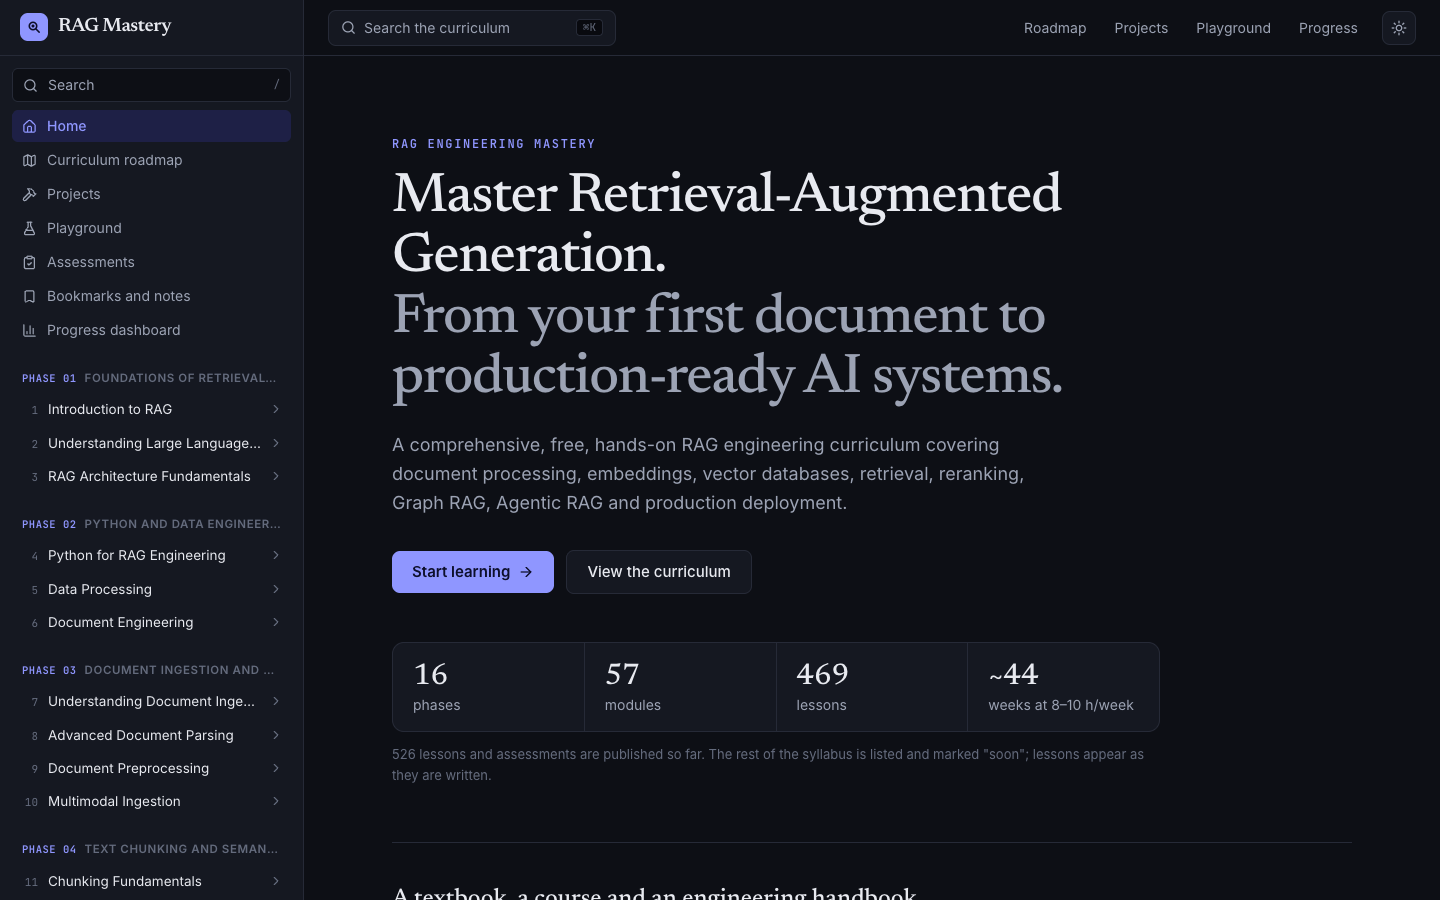 RAG Mastery
Search the curriculum
⌘K
Roadmap
Projects
Playground
Progress
Search
/
Home
Curriculum roadmap
Projects
Playground
Assessments
Bookmarks and notes
Progress dashboard
PHASE 01 FOUNDATIONS OF RETRIEVAL...
1 Introduction to RAG
2 Understanding Large Language...
3 RAG Architecture Fundamentals
PHASE 02 PYTHON AND DATA ENGINEER...
4 Python for RAG Engineering
5 Data Processing
6 Document Engineering
PHASE 03 DOCUMENT INGESTION AND ...
7 Understanding Document Inge...
8 Advanced Document Parsing
9 Document Preprocessing
10 Multimodal Ingestion
PHASE 04 TEXT CHUNKING AND SEMAN...
11 Chunking Fundamentals
RAG ENGINEERING MASTERY
Master Retrieval-Augmented
Generation.
From your first document to
production-ready AI systems.
A comprehensive, free, hands-on RAG engineering curriculum covering
document processing, embeddings, vector databases, retrieval, reranking,
Graph RAG, Agentic RAG and production deployment.
Start learning →
View the curriculum
16
phases
57
modules
469
lessons
~44
weeks at 8–10 h/week
526 lessons and assessments are published so far. The rest of the syllabus is listed and marked "soon"; lessons appear as
they are written.
A textbook, a course and an engineering handbook